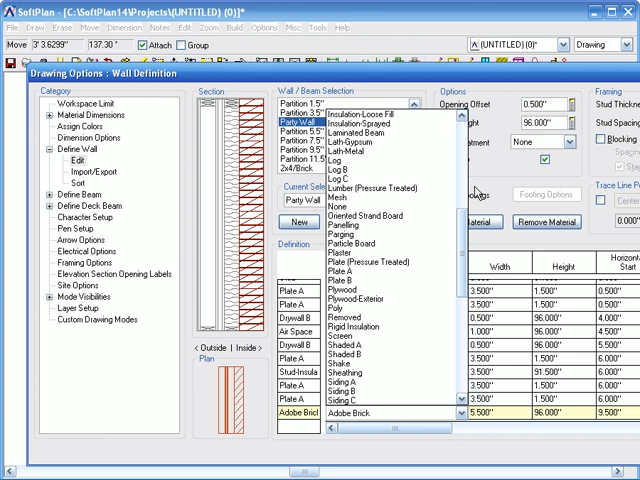 SoftPlan - [C:\SoftPlan14\Projects\(UNTITLED) (0)]*
File Draw Erase Move Dimension Notes Edit Zoom Build Options Misc Help
Move 3' 3.6299" 137.30 ° Attach Group (UNTITLED) (0)* Drawing
Drawing Options : Wall Definition
Category
Workspace Limit
Material Dimensions
Assign Colors
Dimension Options
Define Wall
Edit
Import/Export
Sort
Define Beam
Define Deck Beam
Character Setup
Pen Setup
Arrow Options
Electrical Options
Framing Options
Elevation Section Opening Labels
Site Options
Mode Visibilities
Layer Setup
Custom Drawing Modes
Section
< Outside | Inside >
Plan
Wall / Beam Selection
Partition 1.5"
Partition 3.5"
Party Wall
Partition 5.5"
Partition 7.5"
Partition 9.5"
Partition 11.5"
2x4/Brick
Current Sele
Party Wall
New
Definition
Insulation-Loose Fill
Insulation-Sprayed
Laminated Beam
Lath-Gypsum
Lath-Metal
Log
Log B
Log C
Lumber (Pressure Treated)
Mesh
None
Oriented Strand Board
Panelling
Parging
Particle Board
Plaster
Plate (Pressure Treated)
Plate A
Plate B
Plywood
Plywood-Exterior
Poly
Removed
Rigid Insulation
Screen
Shaded A
Shaded B
Shake
Sheathing
Siding A
Siding B
Siding C
Adobe Brick
Options
Opening Offset 0.500"
ght 96.000"
atment None
Footing Options
aterial Remove Material
Framing
Stud Thickness
Stud Spacing
Blocking
Spacing
Sta
Trace Line Po
Center
0.000"
Width Height Horizontal Start
Plate A 3.500" 1.500" 0.500"
Plate A 3.500" 1.500" 0.500"
Drywall B 0.500" 96.000" 4.000"
Air Space 1.000" 96.000" 4.500"
Drywall B 0.500" 96.000" 5.500"
Plate A 3.500" 1.500" 6.000"
Stud-Insula 3.500" 91.500" 6.000"
Plate A 3.500" 1.500" 6.000"
Plate A 3.500" 1.500" 6.000"
Adobe Bricl 5.500" 96.000" 9.500"